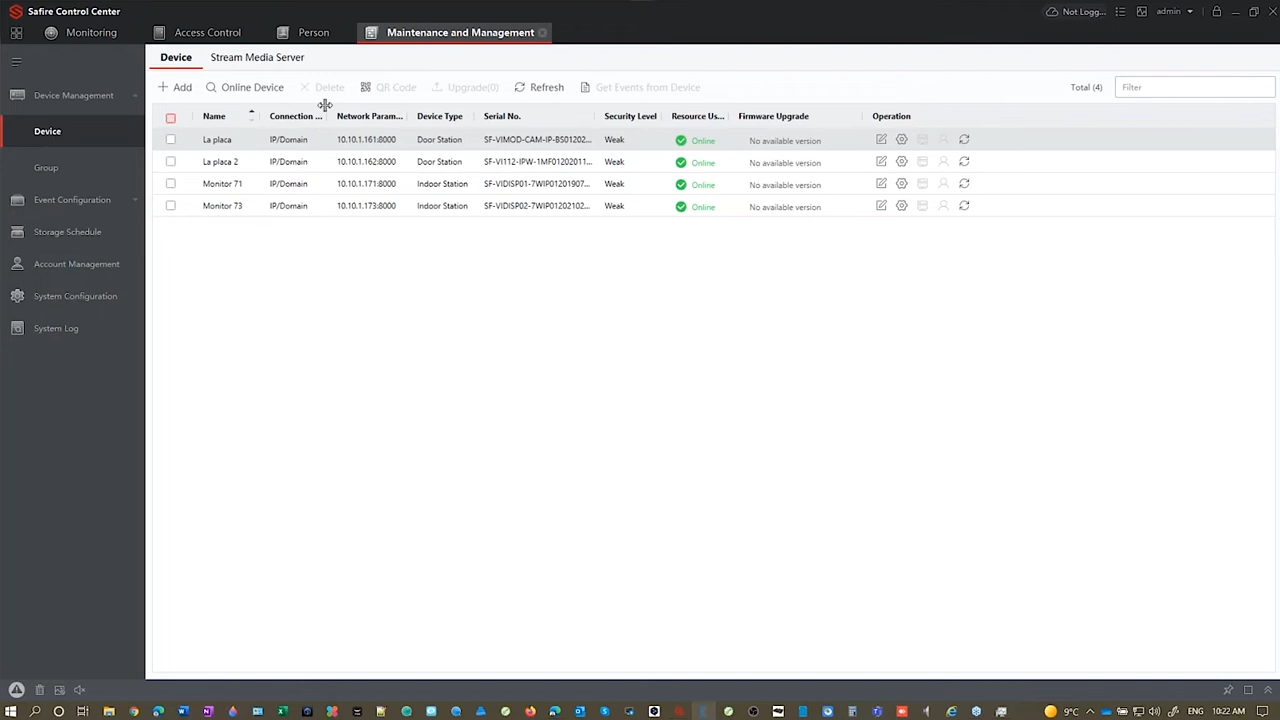 Safire Control Center
Not Logg... admin
Monitoring Access Control Person Maintenance and Management
Device Stream Media Server
Add Online Device Delete QR Code Upgrade(0) Refresh Get Events from Device Total (4) Filter
Device Management
Device
Group
Event Configuration
Storage Schedule
Account Management
System Configuration
System Log
Name Connection ... Network Param... Device Type Serial No. Security Level Resource Us... Firmware Upgrade Operation
La placa IP/Domain 10.10.1.161:8000 Door Station SF-VIMOD-CAM-IP-BS01202... Weak Online No available version
La placa 2 IP/Domain 10.10.1.162:8000 Door Station SF-VI112-IPW-1MF01202011... Weak Online No available version
Monitor 71 IP/Domain 10.10.1.171:8000 Indoor Station SF-VIDISP01-7WIP01201907... Weak Online No available version
Monitor 73 IP/Domain 10.10.1.173:8000 Indoor Station SF-VIDISP02-7WIP01202102... Weak Online No available version
9°C ENG 10:22 AM